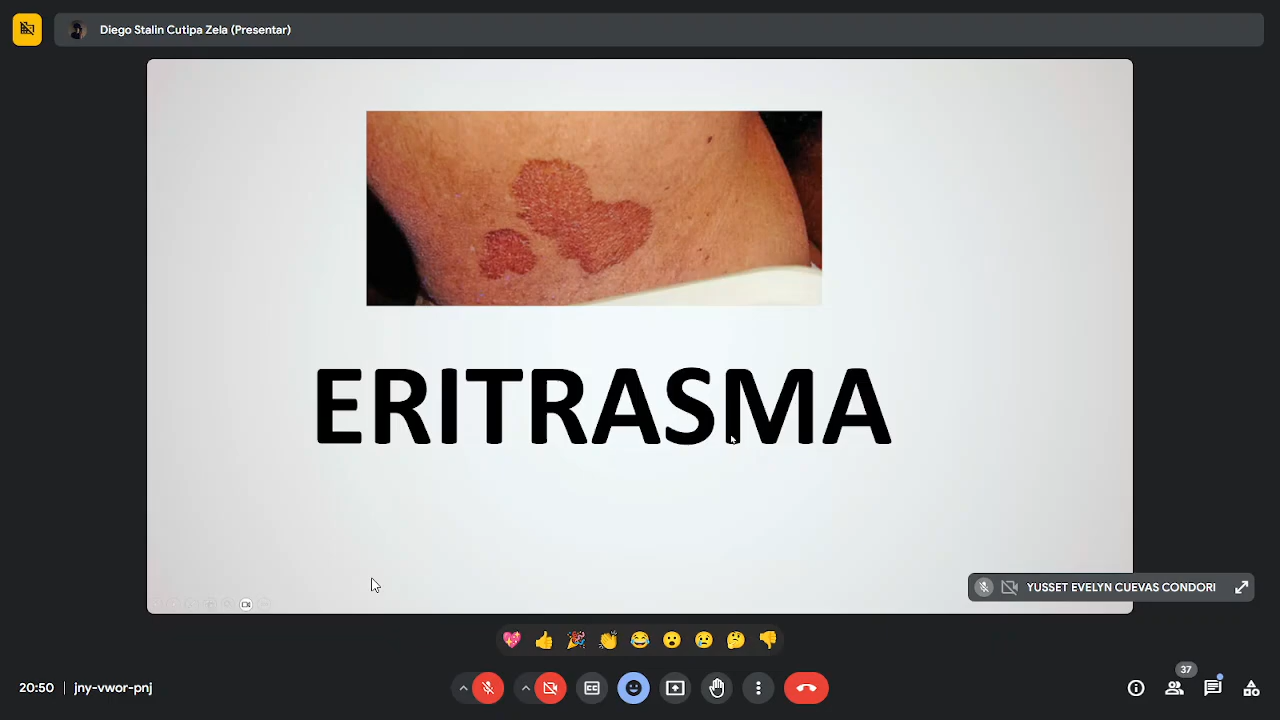 Diego Stalin Cutipa Zela (Presentar)
ERITRASMA
YUSSET EVELYN CUEVAS CONDORI
37
20:50 | jny-vwor-pnj